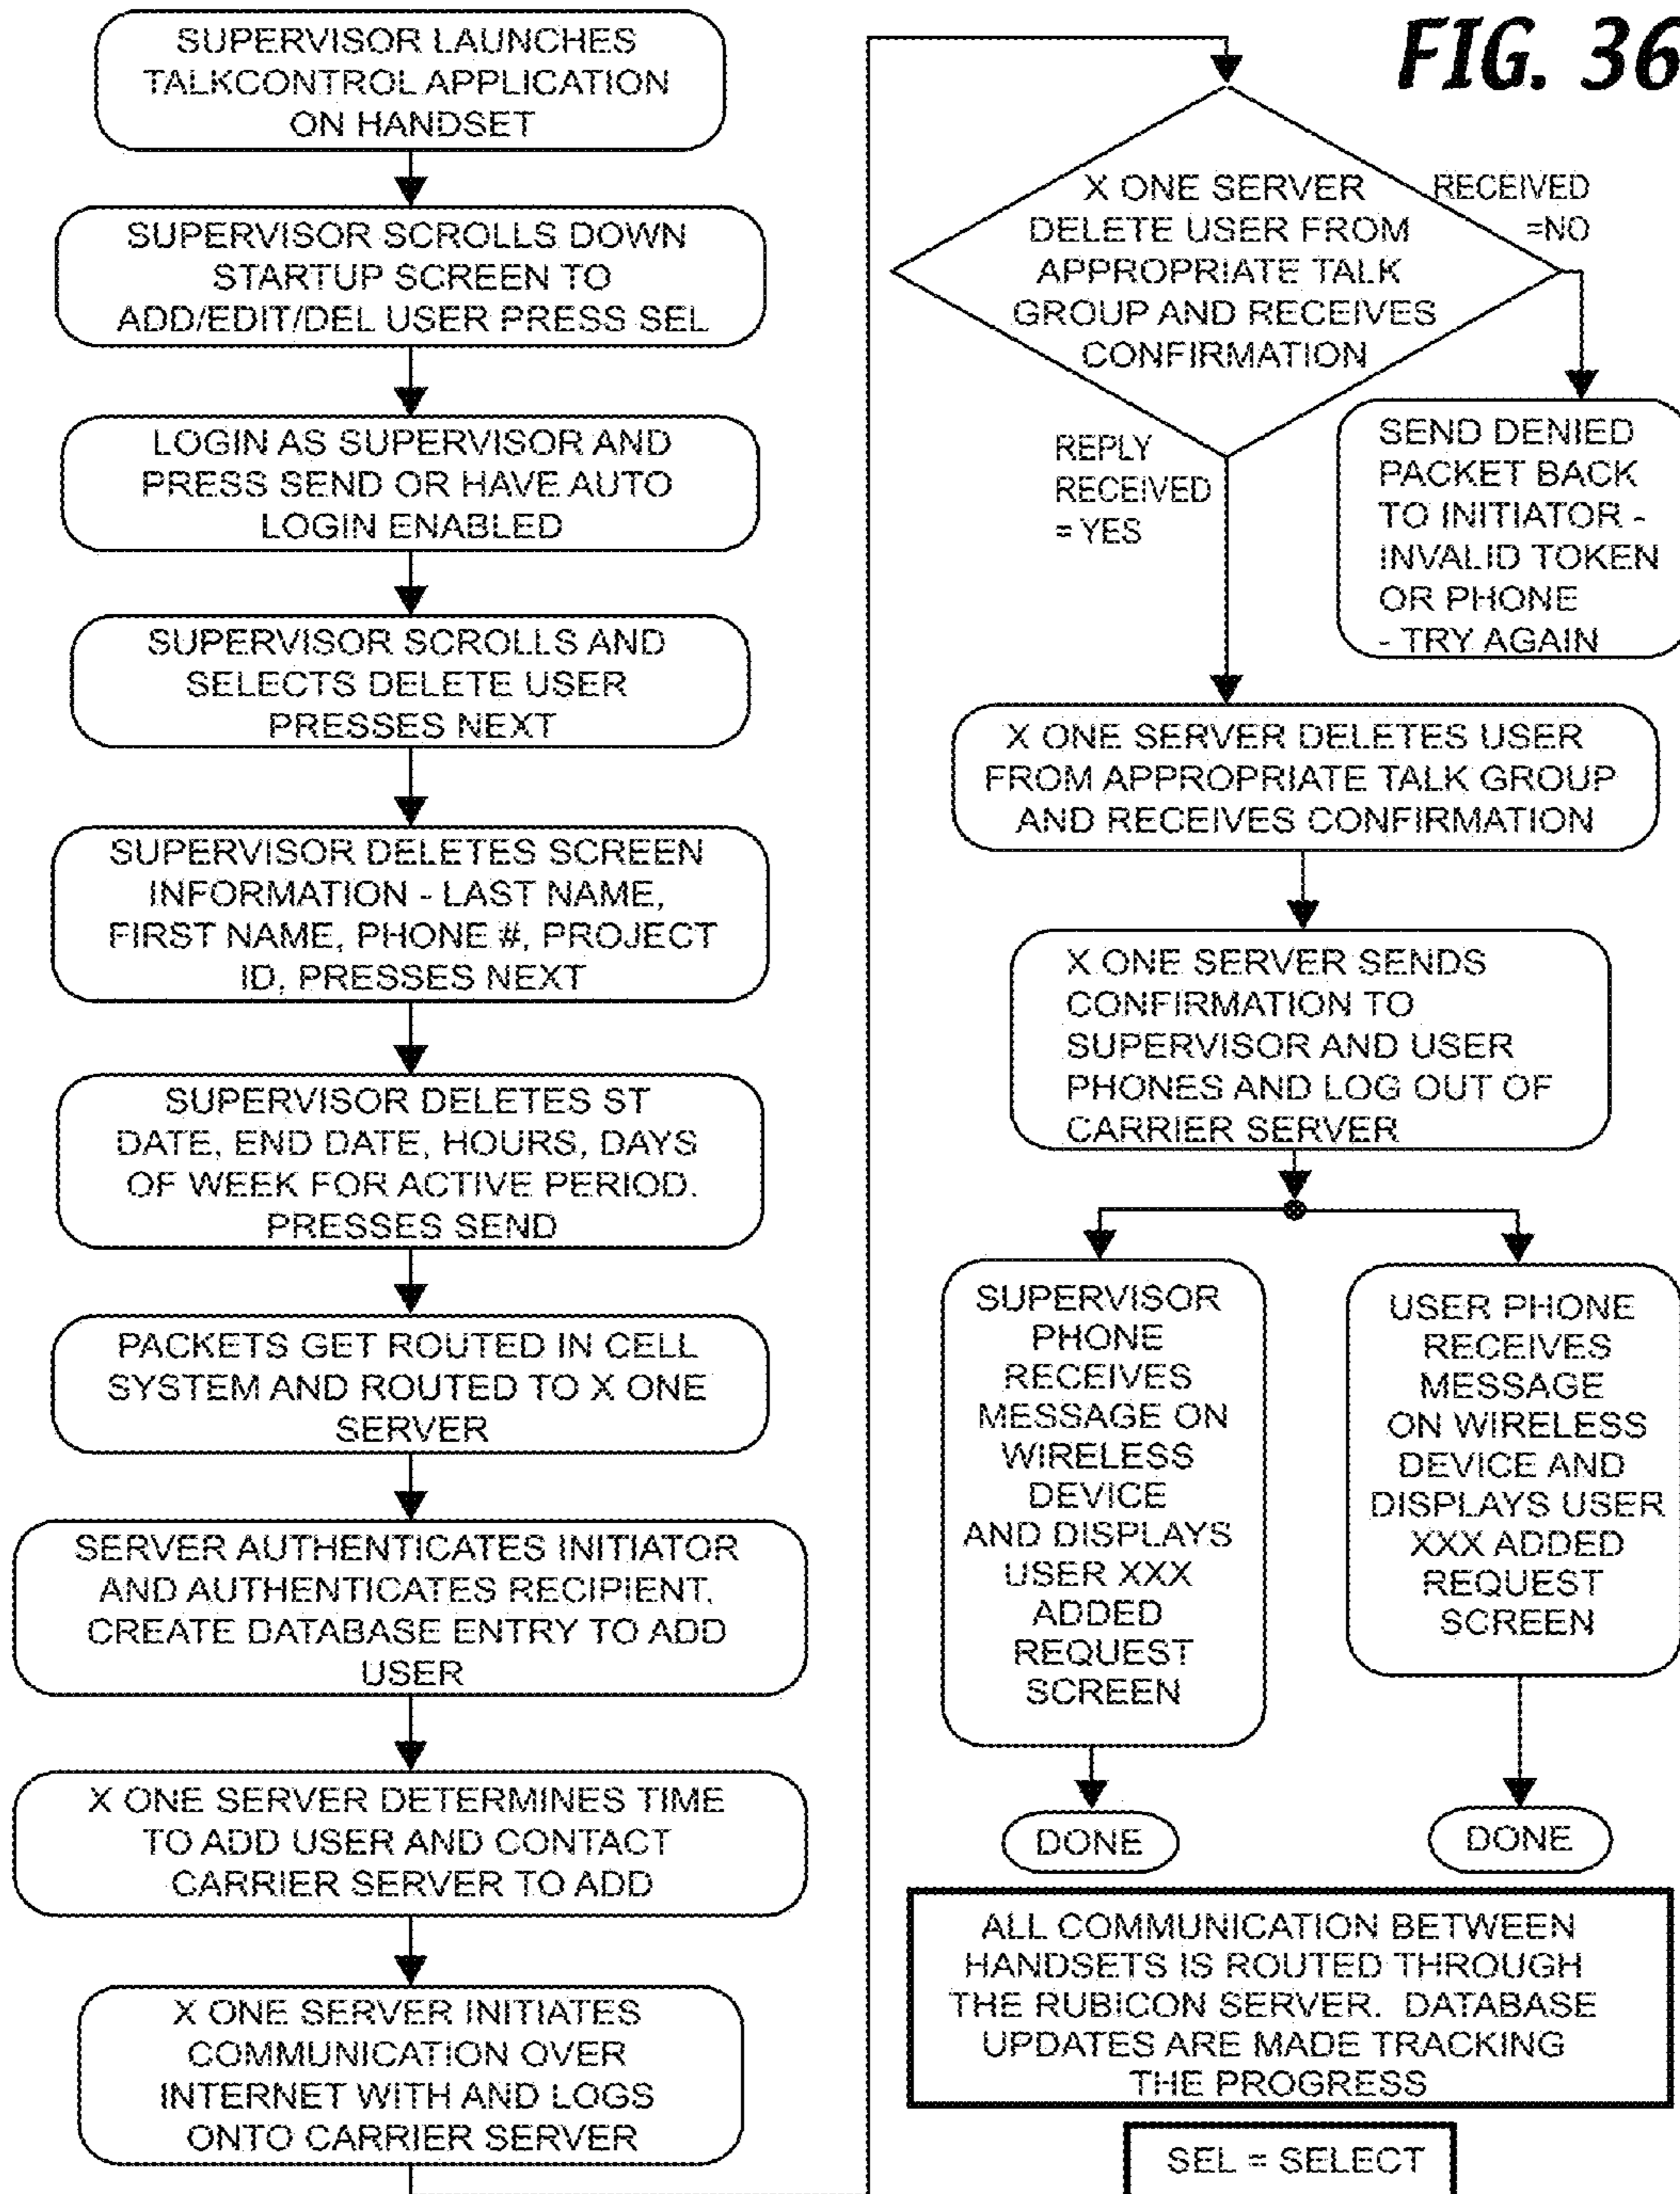 FIG. 36
SUPERVISOR LAUNCHES
TALKCONTROL APPLICATION
ON HANDSET
SUPERVISOR SCROLLS DOWN
STARTUP SCREEN TO
ADD/EDIT/DEL USER PRESS SEL
LOGIN AS SUPERVISOR AND
PRESS SEND OR HAVE AUTO
LOGIN ENABLED
SUPERVISOR SCROLLS AND
SELECTS DELETE USER
PRESSES NEXT
SUPERVISOR DELETES SCREEN
INFORMATION - LAST NAME,
FIRST NAME, PHONE #, PROJECT
ID, PRESSES NEXT
SUPERVISOR DELETES ST
DATE, END DATE, HOURS, DAYS
OF WEEK FOR ACTIVE PERIOD.
PRESSES SEND
PACKETS GET ROUTED IN CELL
SYSTEM AND ROUTED TO X ONE
SERVER
SERVER AUTHENTICATES INITIATOR
AND AUTHENTICATES RECIPIENT,
CREATE DATABASE ENTRY TO ADD
USER
X ONE SERVER DETERMINES TIME
TO ADD USER AND CONTACT
CARRIER SERVER TO ADD
X ONE SERVER INITIATES
COMMUNICATION OVER
INTERNET WITH AND LOGS
ONTO CARRIER SERVER
X ONE SERVER
DELETE USER FROM
APPROPRIATE TALK
GROUP AND RECEIVES
CONFIRMATION
RECEIVED
=NO
REPLY
RECEIVED
= YES
SEND DENIED
PACKET BACK
TO INITIATOR -
INVALID TOKEN
OR PHONE
- TRY AGAIN
X ONE SERVER DELETES USER
FROM APPROPRIATE TALK GROUP
AND RECEIVES CONFIRMATION
X ONE SERVER SENDS
CONFIRMATION TO
SUPERVISOR AND USER
PHONES AND LOG OUT OF
CARRIER SERVER
SUPERVISOR
PHONE
RECEIVES
MESSAGE ON
WIRELESS
DEVICE
AND DISPLAYS
USER XXX
ADDED
REQUEST
SCREEN
USER PHONE
RECEIVES
MESSAGE
ON WIRELESS
DEVICE AND
DISPLAYS USER
XXX ADDED
REQUEST
SCREEN
DONE
DONE
ALL COMMUNICATION BETWEEN
HANDSETS IS ROUTED THROUGH
THE RUBICON SERVER. DATABASE
UPDATES ARE MADE TRACKING
THE PROGRESS
SEL = SELECT